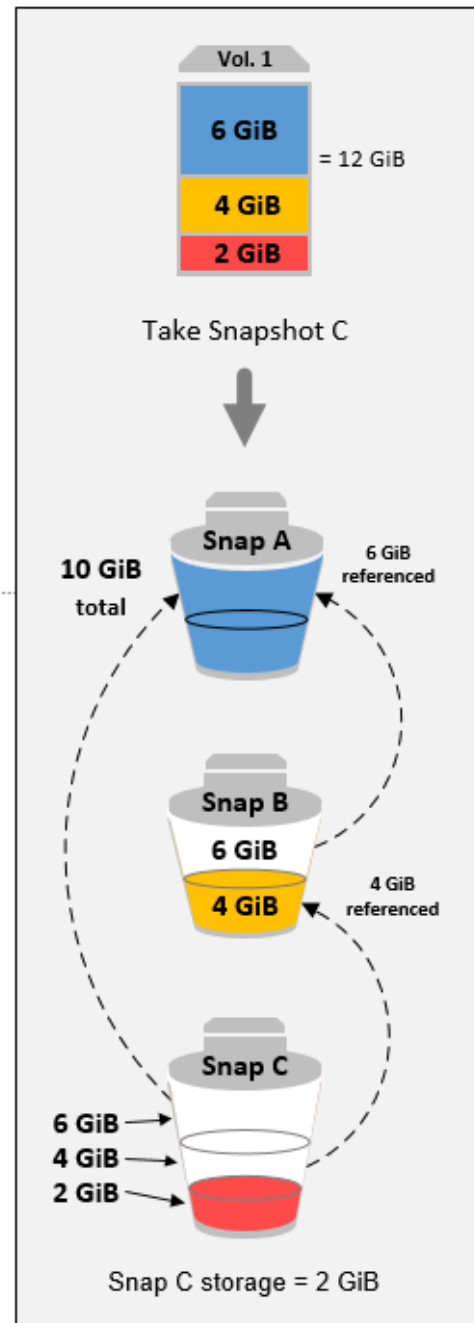 Vol. 1
6 GiB
= 12 GiB
4 GiB
2 GiB
Take Snapshot C
Snap A
10 GiB
total
6 GiB
referenced
Snap B
6 GiB
4 GiB
4 GiB
referenced
Snap C
6 GiB
4 GiB
2 GiB
Snap C storage = 2 GiB